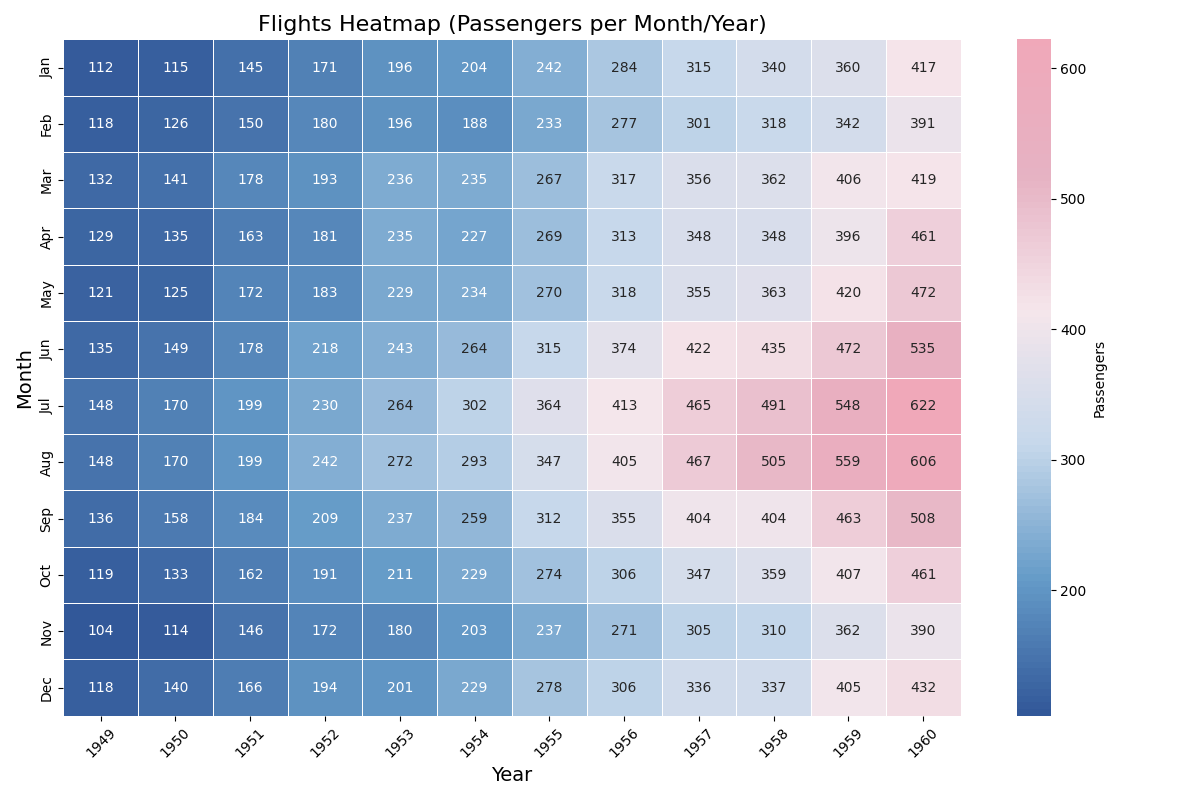 Flights Heatmap (Passengers per Month/Year)
Jan 112 115 145 171 196 204 242 284 315 340 360 417
Feb 118 126 150 180 196 188 233 277 301 318 342 391
Mar 132 141 178 193 236 235 267 317 356 362 406 419
Apr 129 135 163 181 235 227 269 313 348 348 396 461
May 121 125 172 183 229 234 270 318 355 363 420 472
Jun 135 149 178 218 243 264 315 374 422 435 472 535
Jul 148 170 199 230 264 302 364 413 465 491 548 622
Aug 148 170 199 242 272 293 347 405 467 505 559 606
Sep 136 158 184 209 237 259 312 355 404 404 463 508
Oct 119 133 162 191 211 229 274 306 347 359 407 461
Nov 104 114 146 172 180 203 237 271 305 310 362 390
Dec 118 140 166 194 201 229 278 306 336 337 405 432
1949 1950 1951 1952 1953 1954 1955 1956 1957 1958 1959 1960
Year
Month
600
500
400
300
200
Passengers